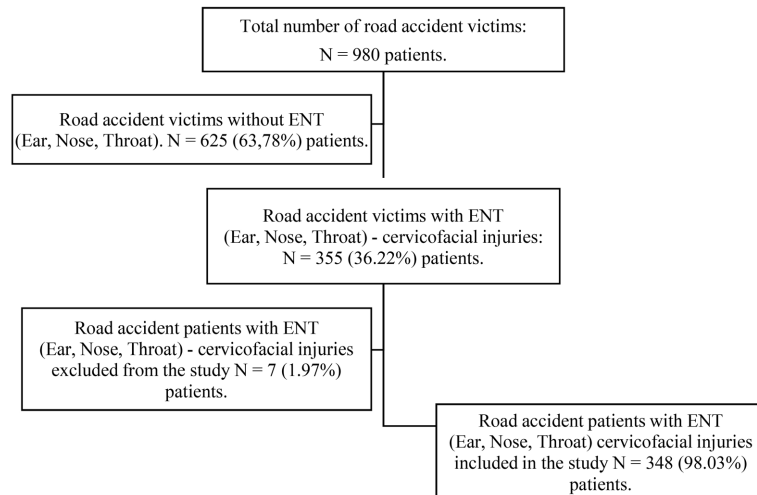 Total number of road accident victims:
N = 980 patients.
Road accident victims without ENT
(Ear, Nose, Throat). N = 625 (63,78%) patients.
Road accident victims with ENT
(Ear, Nose, Throat) - cervicofacial injuries:
N = 355 (36.22%) patients.
Road accident patients with ENT
(Ear, Nose, Throat) - cervicofacial injuries
excluded from the study N = 7 (1.97%)
patients.
Road accident patients with ENT
(Ear, Nose, Throat) cervicofacial injuries
included in the study N = 348 (98.03%)
patients.